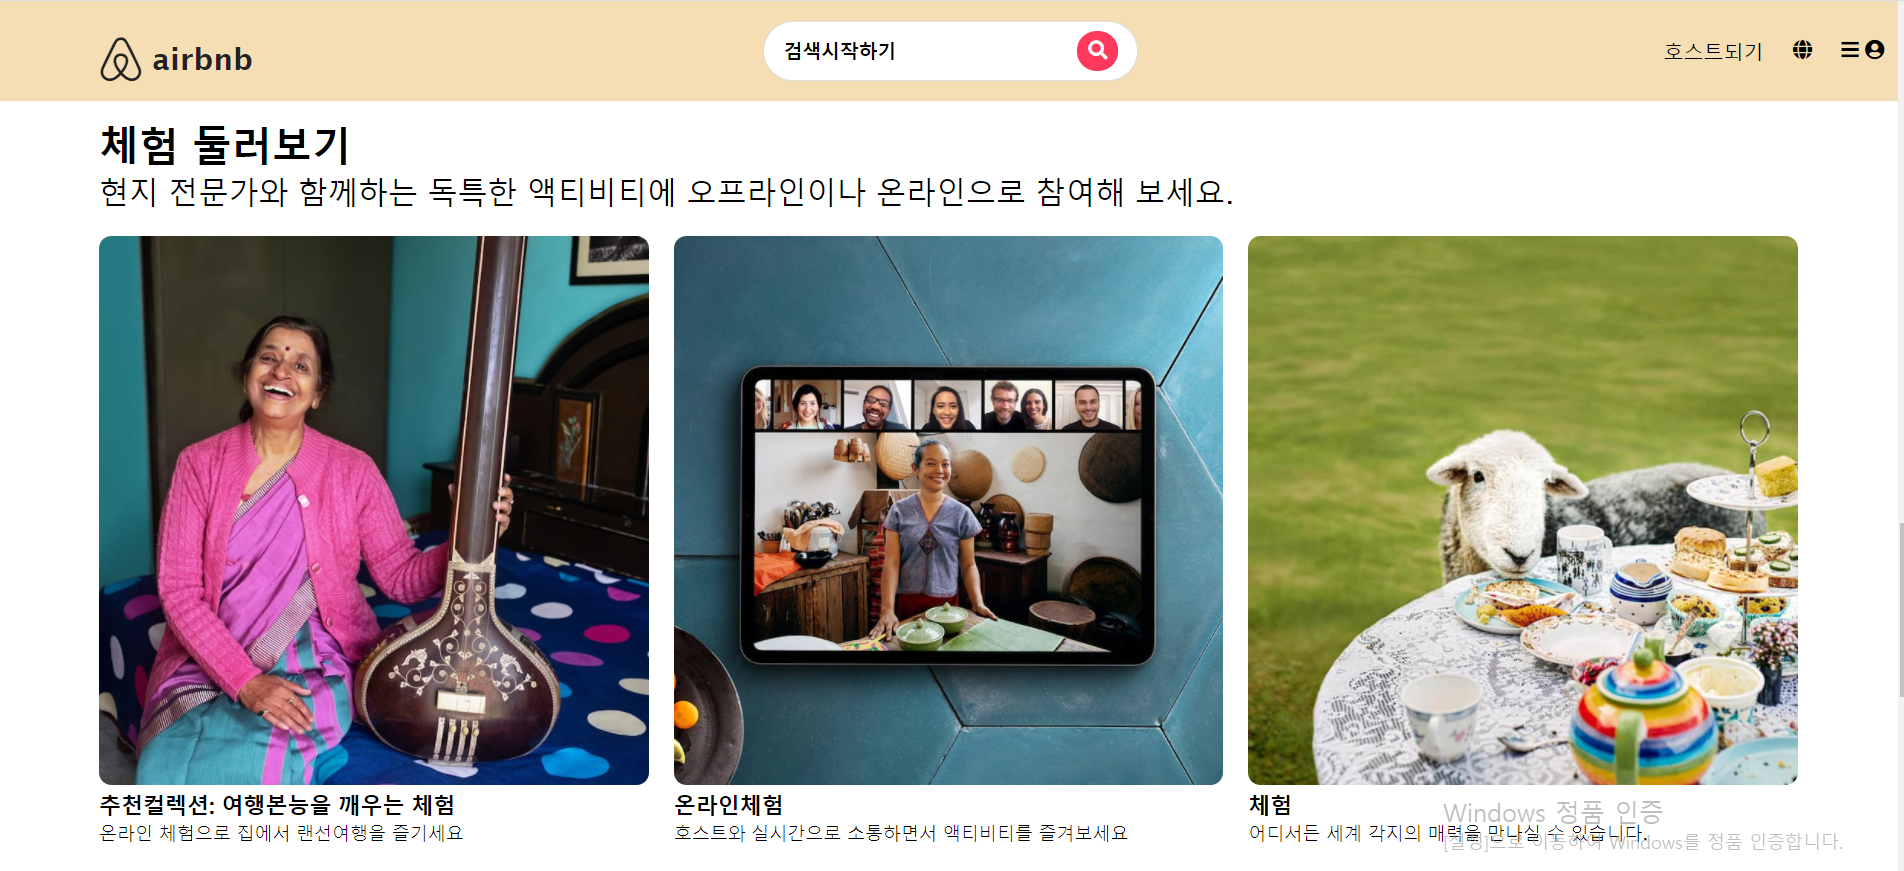 airbnb
검색시작하기
호스트되기
체험 둘러보기
현지 전문가와 함께하는 독특한 액티비티에 오프라인이나 온라인으로 참여해 보세요.
추천컬렉션: 여행본능을 깨우는 체험
온라인 체험으로 집에서 랜선여행을 즐기세요
온라인체험
호스트와 실시간으로 소통하면서 액티비티를 즐겨보세요
체험
어디서든 세계 각지의 매력을 만나실 수 있습니다.
Windows 정품 인증
[설정]으로 이동하여 Windows를 정품 인증합니다.